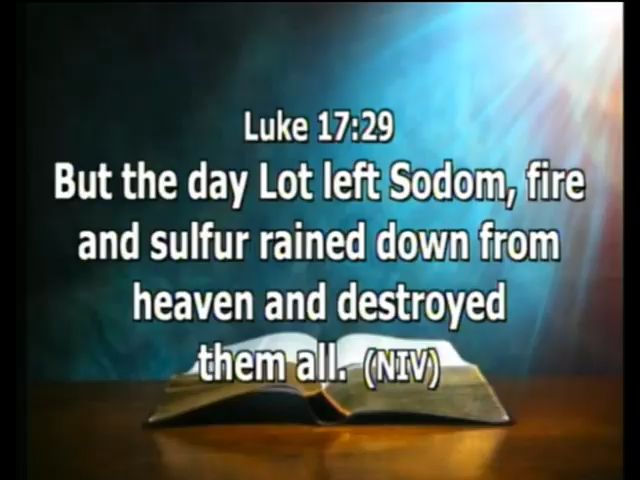 Luke 17:29
But the day Lot left Sodom, fire
and sulfur rained down from
heaven and destroyed
them all. (NIV)